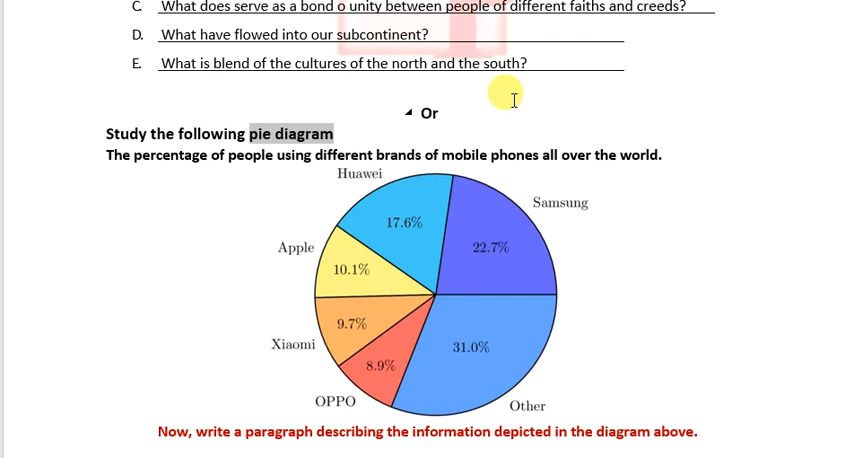 C. What does serve as a bond o unity between people of different faiths and creeds?
D. What have flowed into our subcontinent?
E. What is blend of the cultures of the north and the south?
Or
Study the following pie diagram
The percentage of people using different brands of mobile phones all over the world.
Huawei
Samsung
17.6%
22.7%
Apple
10.1%
9.7%
Xiaomi
31.0%
8.9%
OPPO
Other
Now, write a paragraph describing the information depicted in the diagram above.